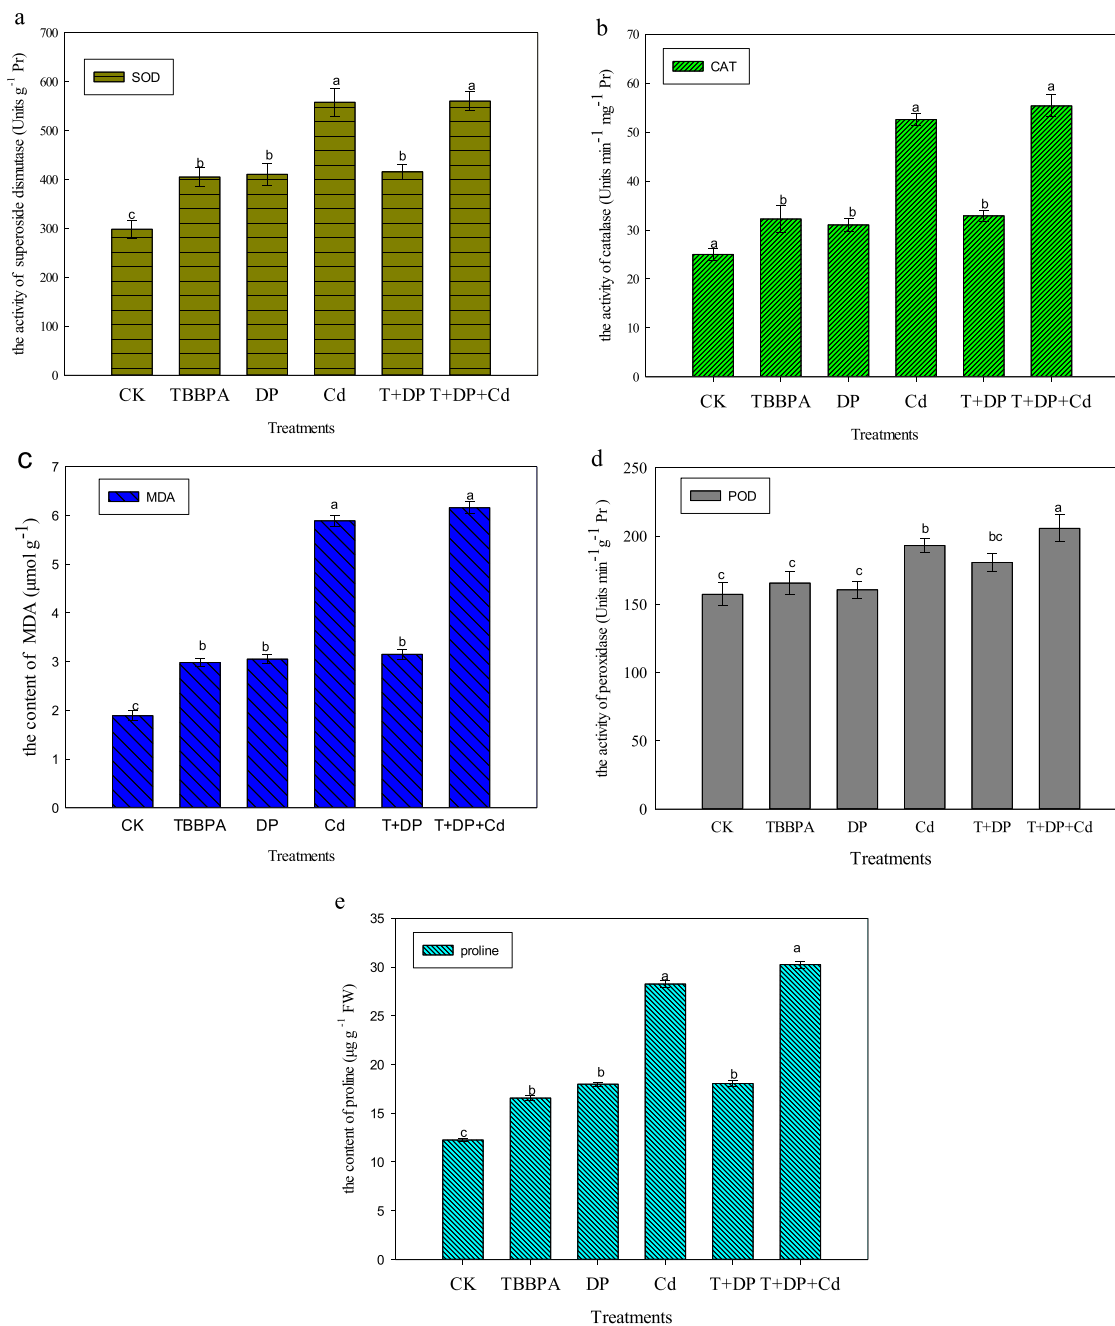 a
the activity of superoside dismutase (Units g-1 Pr)
700
600
500
400
300
200
100
0
SOD
c
b
b
a
b
a
CK TBBPA DP Cd T+DP T+DP+Cd
Treatments
b
the activity of catalase (Units min-1 mg-1 Pr)
70
60
50
40
30
20
10
0
CAT
a
b
b
a
b
a
CK TBBPA DP Cd T+DP T+DP+Cd
Treatments
c
the content of MDA (μmol g-1)
7
6
5
4
3
2
1
0
MDA
c
b
b
a
b
a
CK TBBPA DP Cd T+DP T+DP+Cd
Treatments
d
the activity of peroxidase (Units min-1 g-1 Pr )
250
200
150
100
50
0
POD
c
c
c
b
bc
a
CK TBBPA DP Cd T+DP T+DP+Cd
Treatments
e
the content of proline (μg g-1 FW)
35
30
25
20
15
10
5
0
proline
c
b
b
a
b
a
CK TBBPA DP Cd T+DP T+DP+Cd
Treatments